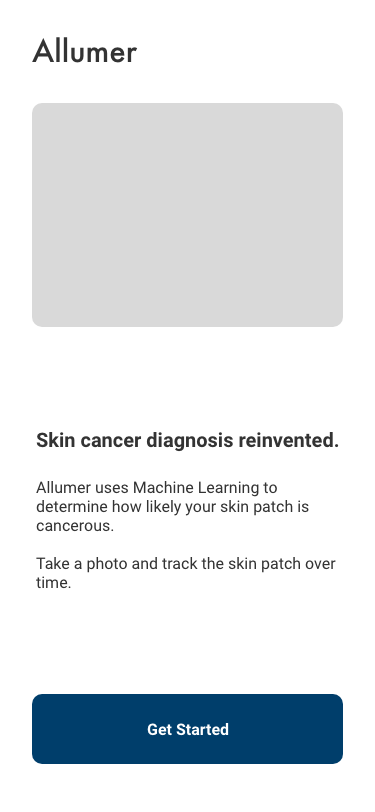 Allumer
Skin cancer diagnosis reinvented.
Allumer uses Machine Learning to
determine how likely your skin patch is
cancerous.
Take a photo and track the skin patch over
time.
Get Started